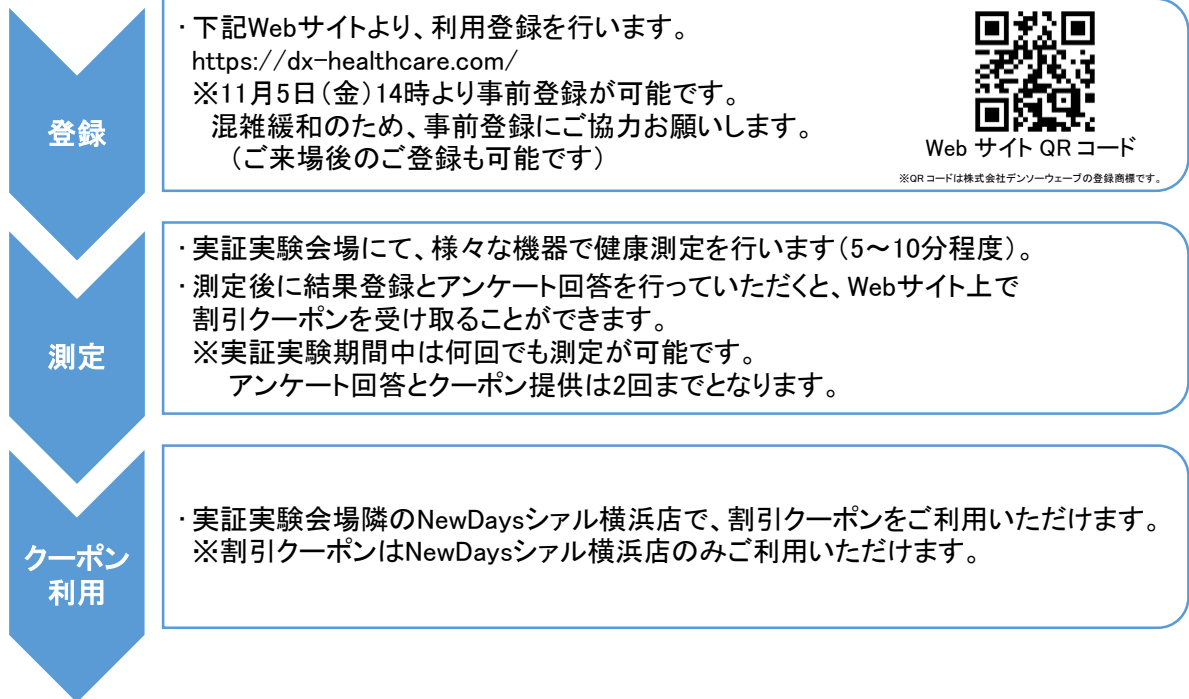 登録
・下記Webサイトより、利用登録を行います。
https://dx-healthcare.com/
※11月5日(金)14時より事前登録が可能です。
混雑緩和のため、事前登録にご協力お願いします。
(ご来場後のご登録も可能です)
Web サイト QR コード
※QR コードは株式会社デンソーウェーブの登録商標です。
測定
・実証実験会場にて、様々な機器で健康測定を行います(5~10分程度)。
・測定後に結果登録とアンケート回答を行っていただくと、Webサイト上で
割引クーポンを受け取ることができます。
※実証実験期間中は何回でも測定が可能です。
アンケート回答とクーポン提供は2回までとなります。
クーポン
利用
・実証実験会場隣のNewDaysシァル横浜店で、割引クーポンをご利用いただけます。
※割引クーポンはNewDaysシァル横浜店のみご利用いただけます。